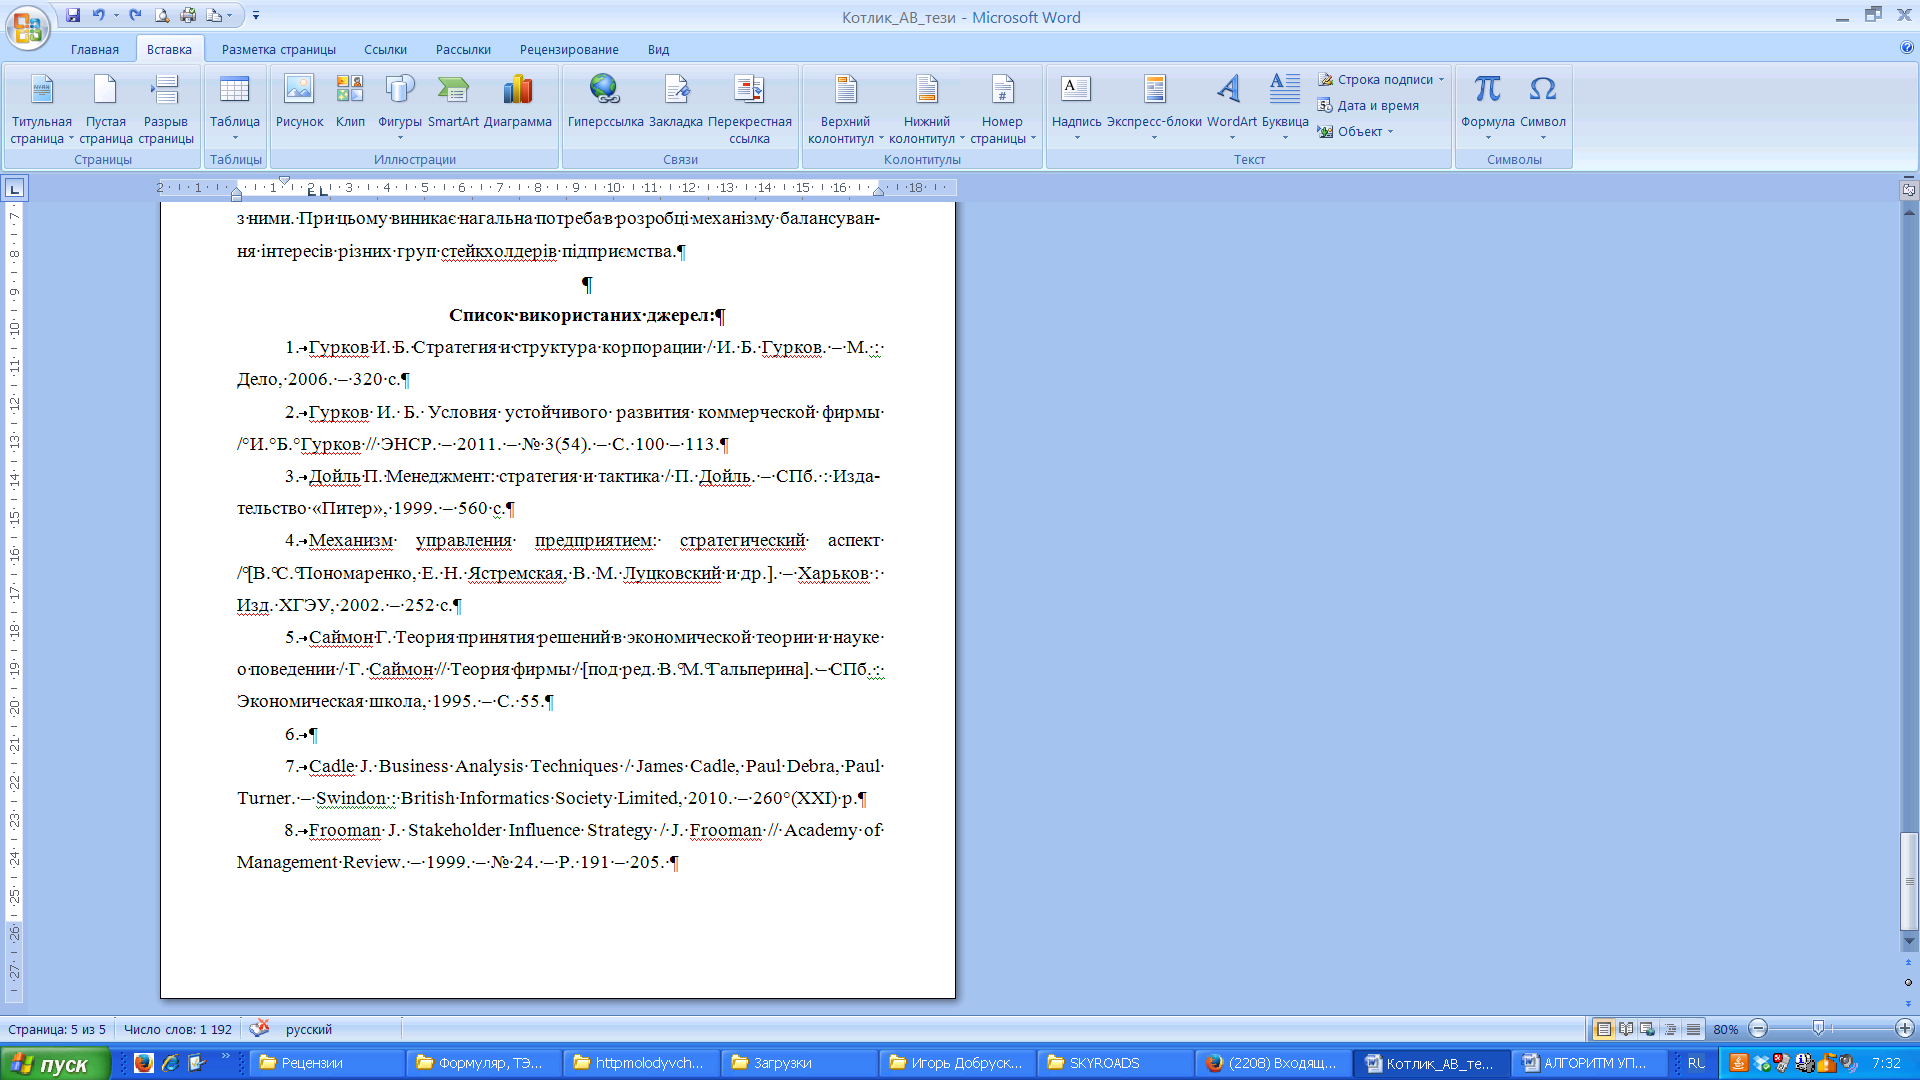 Котлик_АВ_тези - Microsoft Word
Главная Вставка Разметка страницы Ссылки Рассылки Рецензирование Вид
Титульная страница Пустая страница Разрыв страницы Таблица Рисунок Клип Фигуры SmartArt Диаграмма Гиперссылка Закладка Перекрестная ссылка Верхний колонтитул Нижний колонтитул Номер страницы Надпись Экспресс-блоки WordArt Буквица Строка подписи Дата и время Объект Формула Символ
Страницы Таблицы Иллюстрации Связи Колонтитулы Текст Символы
з ними. При цьому виникає нагальна потреба в розробці механізму балансуван-
ня інтересів різних груп стейкхолдерів підприємства.¶
¶
Список використаних джерел:¶
1. Гурков И. Б. Стратегия и структура корпорации / И. Б. Гурков. – М. :
Дело, 2006. – 320 с.¶
2. Гурков И. Б. Условия устойчивого развития коммерческой фирмы
/ И. Б. Гурков // ЭНСР. – 2011. – № 3(54). – С. 100 – 113.¶
3. Дойль П. Менеджмент: стратегия и тактика / П. Дойль. – СПб. : Изда-
тельство «Питер», 1999. – 560 с.¶
4. Механизм управления предприятием: стратегический аспект
/ [В. С. Пономаренко, Е. Н. Ястремская, В. М. Луцковский и др.]. – Харьков :
Изд. ХГЭУ, 2002. – 252 с.¶
5. Саймон Г. Теория принятия решений в экономической теории и науке
о поведении / Г. Саймон // Теория фирмы / [под ред. В. М. Гальперина]. – СПб. :
Экономическая школа, 1995. – С. 55.¶
6. ¶
7. Cadle J. Business Analysis Techniques / James Cadle, Paul Debra, Paul
Turner. – Swindon : British Informatics Society Limited, 2010. – 260 (XXI) p.¶
8. Frooman J. Stakeholder Influence Strategy / J. Frooman // Academy of
Management Review. – 1999. – № 24. – P. 191 – 205. ¶
Страница: 5 из 5 Число слов: 1 192 русский 80%
пуск Рецензии Формуляр, ТЭ... httpmolodyvch... Загрузки Игорь Добруск... SKYROADS (2208) Входящ... Котлик_АВ_те... АЛГОРИТМ УП... RU 7:32